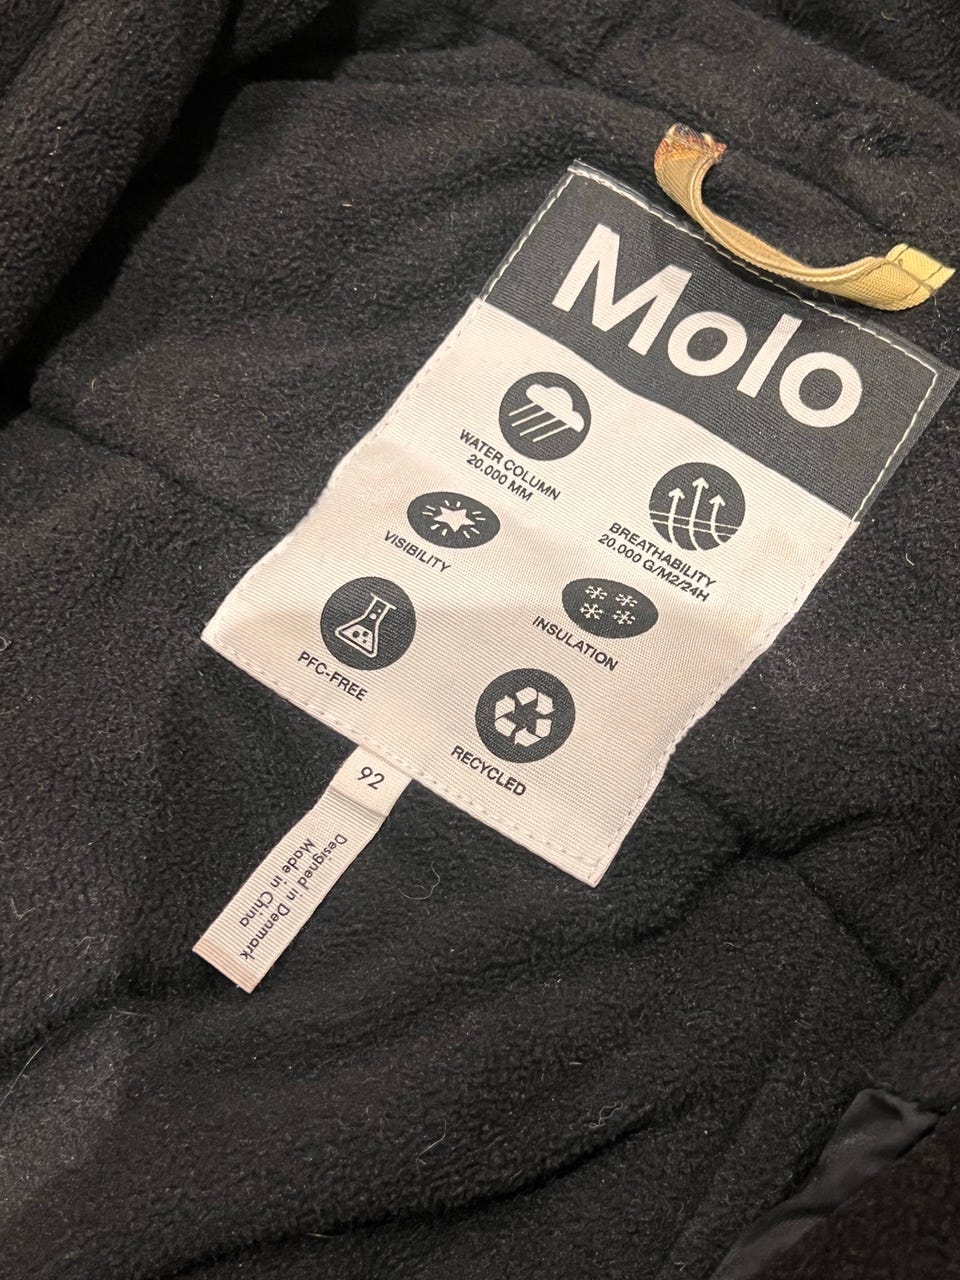 Molo
WATER COLUMN
20.000 MM
BREATHABILITY
20.000 G/M2/24H
VISIBILITY
INSULATION
PFC-FREE
RECYCLED
92
Designed in Denmark
Made in China